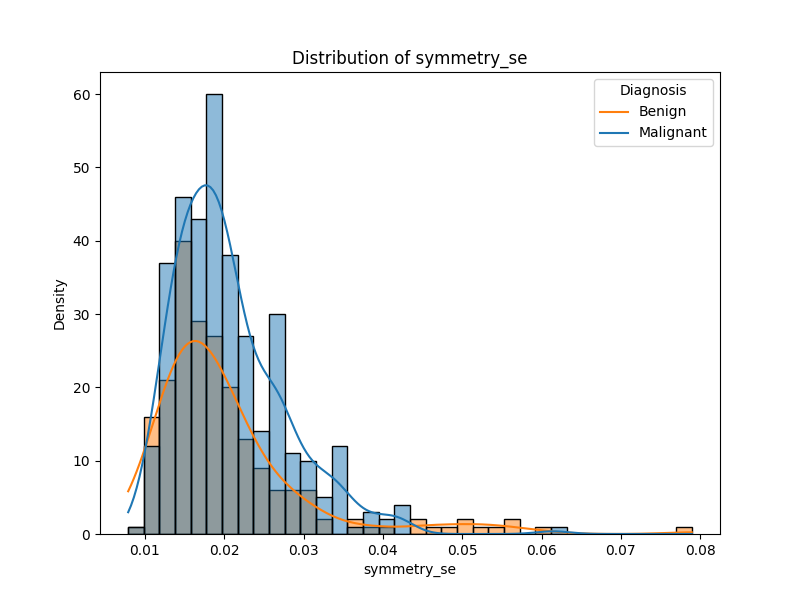 Distribution of symmetry_se
Diagnosis
Benign
Malignant
60
50
40
30
20
10
0
Density
0.01 0.02 0.03 0.04 0.05 0.06 0.07 0.08
symmetry_se